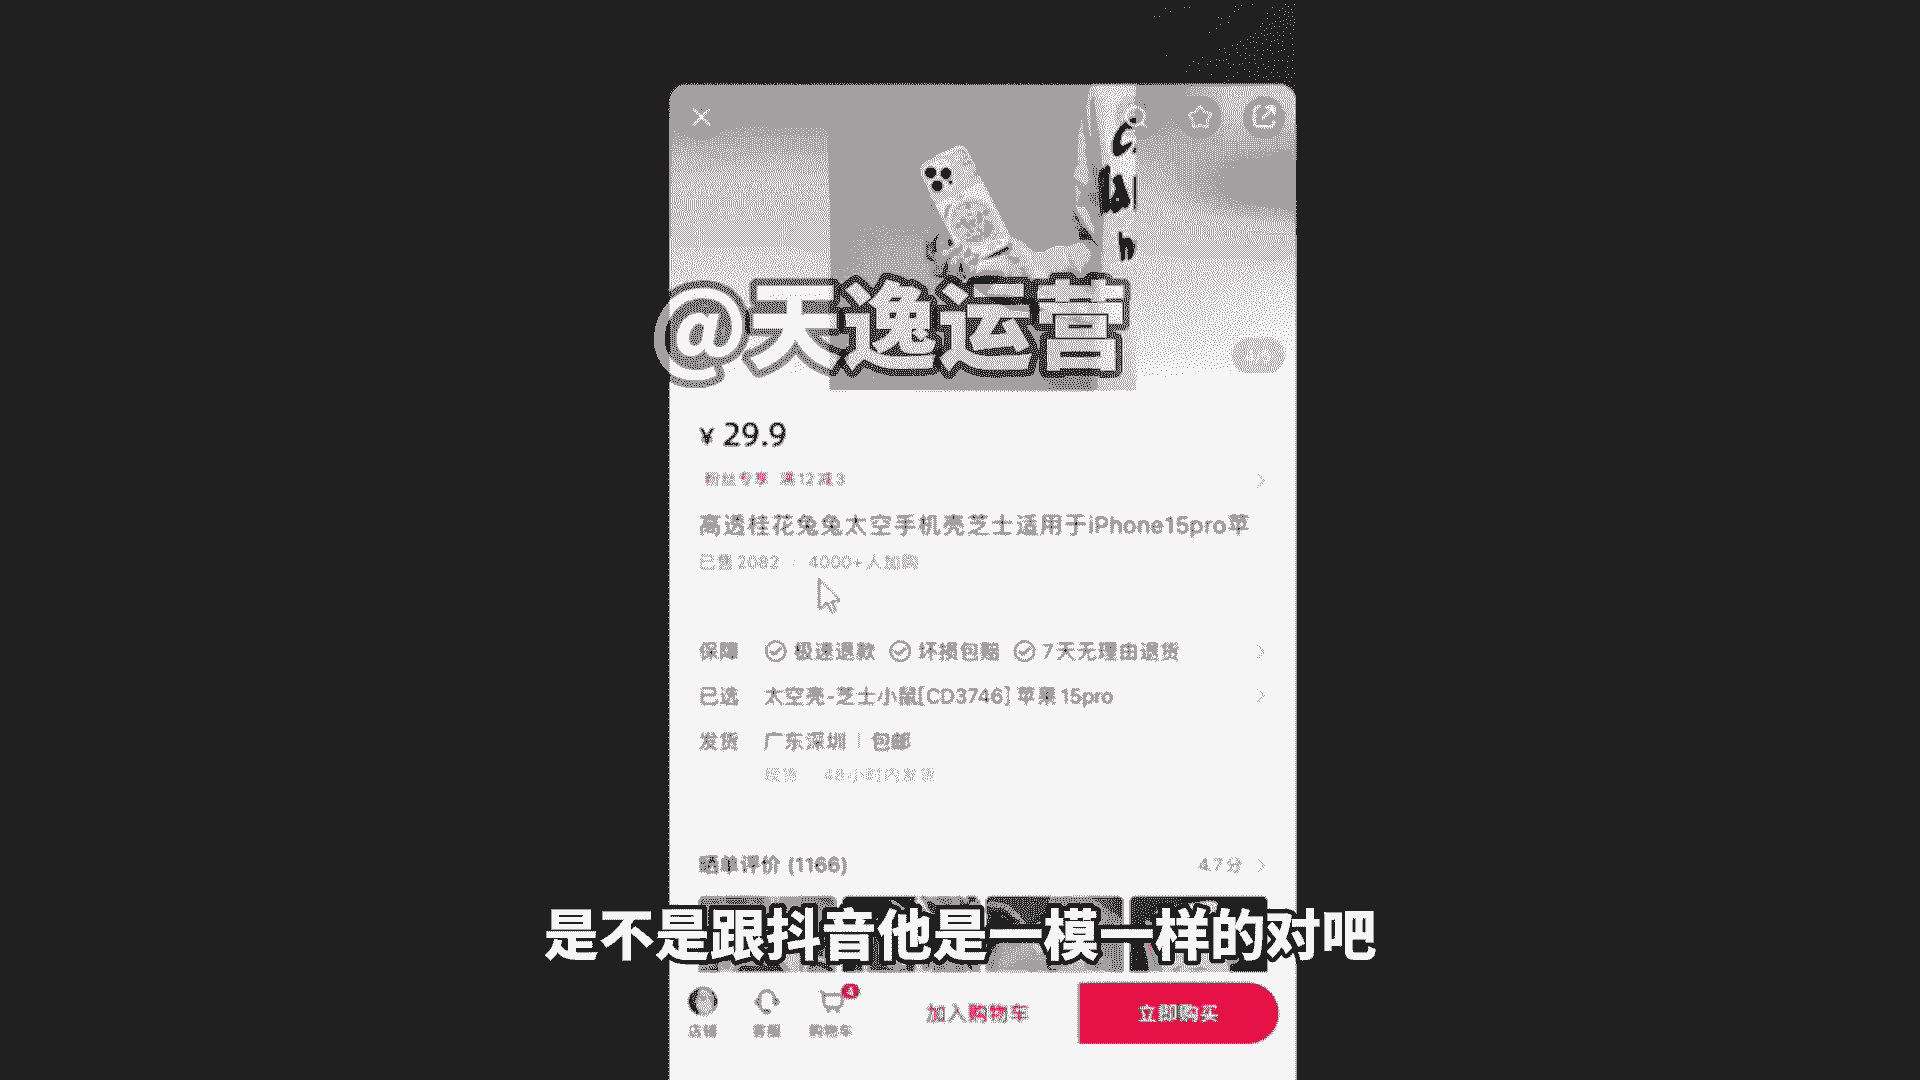 @天逸运营
¥ 29.9
粉丝专享 满12减3
高透桂花兔兔太空手机壳芝士适用于iPhone15pro苹
已售 2082 · 4000+人加购
保障 极速退款 坏损包赔 7天无理由退货
已选 太空壳-芝士小鼠[CD3746] 苹果15pro
发货 广东深圳 | 包邮
现货 48小时内发货
晒单评价 (1166) 4.7分
是不是跟抖音他是一模一样的对吧
店铺 客服 购物车 4 加入购物车 立即购买